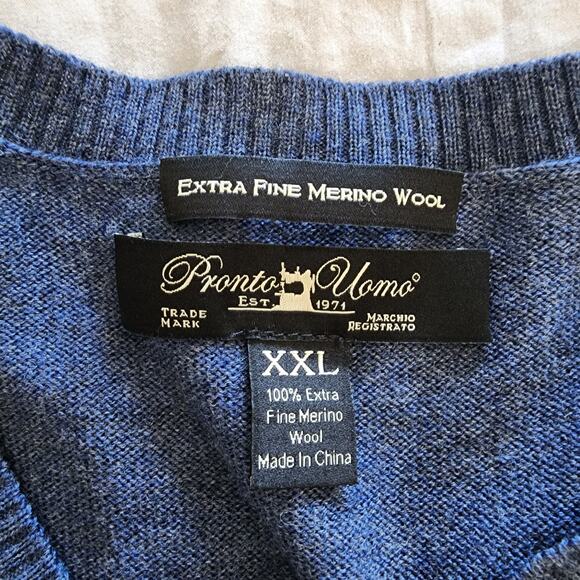 Extra Fine Merino Wool
Pronto Uomo
Est. 1971
Trade Mark
Marchio Registrato
XXL
100% Extra
Fine Merino
Wool
Made In China